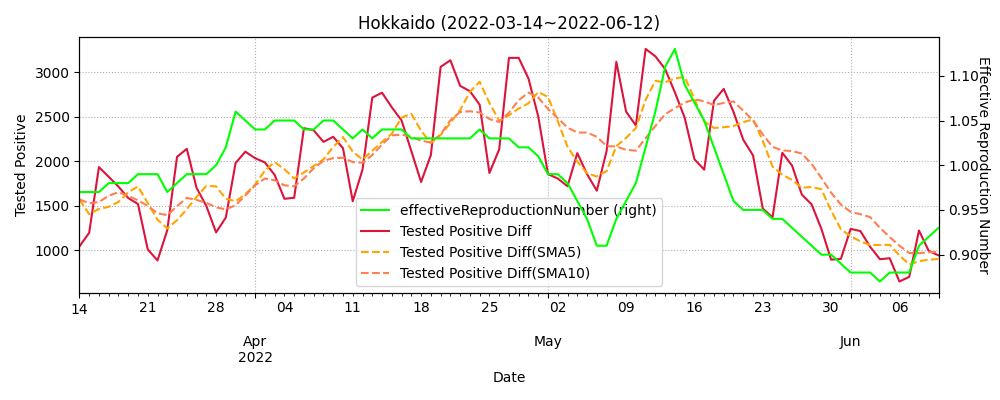 Hokkaido (2022-03-14~2022-06-12)
Tested Positive
3000
2500
2000
1500
1000
1.10
1.05
1.00
0.95
0.90
Effective Reproduction Number
effectiveReproductionNumber (right)
Tested Positive Diff
Tested Positive Diff(SMA5)
Tested Positive Diff(SMA10)
14 21 28 04 11 18 25 02 09 16 23 30 06
Apr May Jun
2022
Date